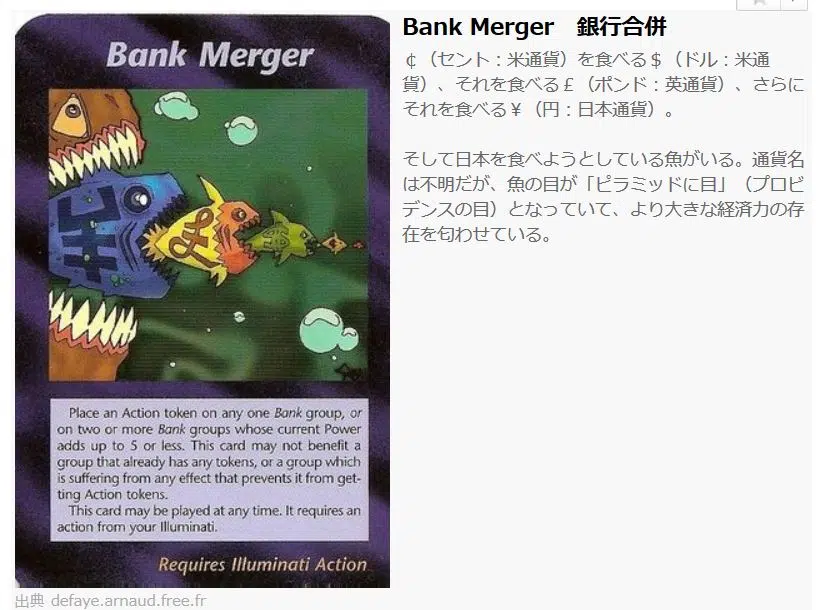 Bank Merger
Place an Action token on any one Bank group, or
on two or more Bank groups whose current Power
adds up to 5 or less. This card may not benefit a
group that already has any tokens, or a group which
is suffering from any effect that prevents it from get-
ting Action tokens.
This card may be played at any time. It requires an
action from your Illuminati.
Requires Illuminati Action
出典 defaye.arnaud.free.fr
Bank Merger　銀行合併
￠（セント：米通貨）を食べる＄（ドル：米通
貨）、それを食べる￡（ポンド：英通貨）、さらに
それを食べる￥（円：日本通貨）。
そして日本を食べようとしている魚がいる。通貨名
は不明だが、魚の目が「ピラミッドに目」（プロビ
デンスの目）となっていて、より大きな経済力の存
在を匂わせている。